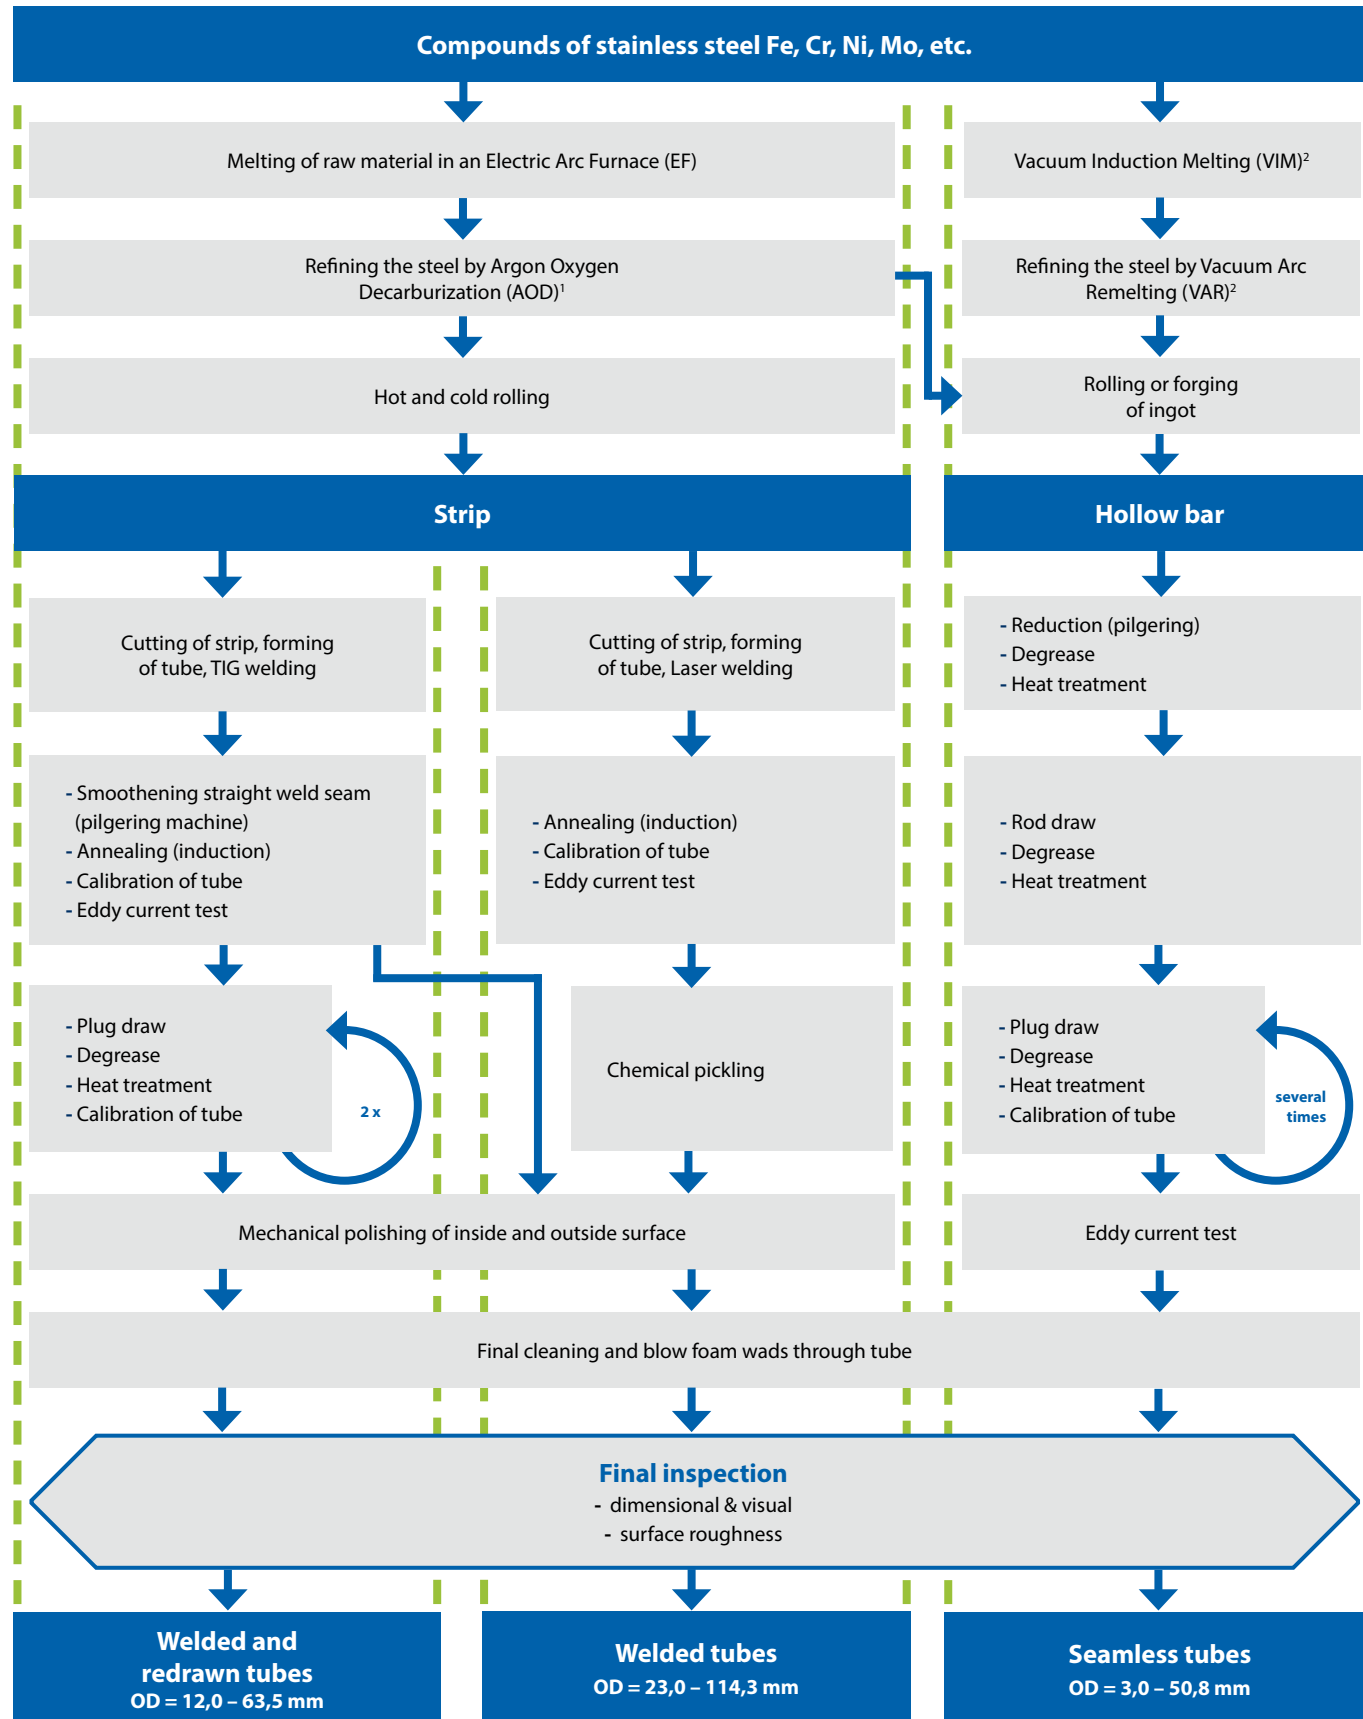 Compounds of stainless steel Fe, Cr, Ni, Mo, etc.
Melting of raw material in an Electric Arc Furnace (EF)
Vacuum Induction Melting (VIM)²
Refining the steel by Argon Oxygen
Decarburization (AOD)¹
Refining the steel by Vacuum Arc
Remelting (VAR)²
Hot and cold rolling
Rolling or forging
of ingot
Strip
Hollow bar
Cutting of strip, forming
of tube, TIG welding
Cutting of strip, forming
of tube, Laser welding
- Reduction (pilgering)
- Degrease
- Heat treatment
- Smoothening straight weld seam
(pilgering machine)
- Annealing (induction)
- Calibration of tube
- Eddy current test
- Annealing (induction)
- Calibration of tube
- Eddy current test
- Rod draw
- Degrease
- Heat treatment
- Plug draw
- Degrease
- Heat treatment
- Calibration of tube
2 x
Chemical pickling
- Plug draw
- Degrease
- Heat treatment
- Calibration of tube
several
times
Mechanical polishing of inside and outside surface
Eddy current test
Final cleaning and blow foam wads through tube
Final inspection
- dimensional & visual
- surface roughness
Welded and
redrawn tubes
OD = 12,0 – 63,5 mm
Welded tubes
OD = 23,0 – 114,3 mm
Seamless tubes
OD = 3,0 – 50,8 mm